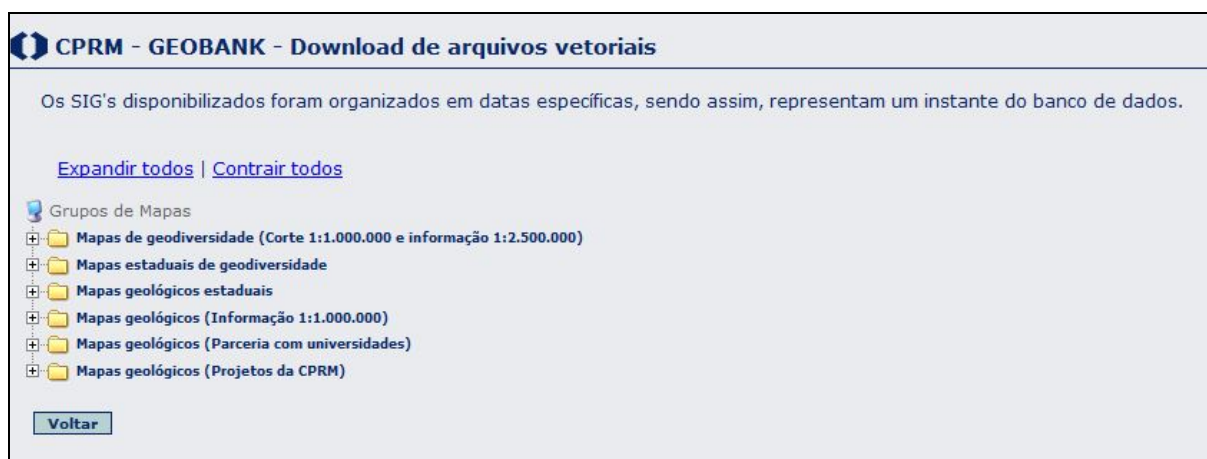 CPRM - GEOBANK - Download de arquivos vetoriais
Os SIG's disponibilizados foram organizados em datas específicas, sendo assim, representam um instante do banco de dados.
Expandir todos | Contrair todos
Grupos de Mapas
Mapas de geodiversidade (Corte 1:1.000.000 e informação 1:2.500.000)
Mapas estaduais de geodiversidade
Mapas geológicos estaduais
Mapas geológicos (Informação 1:1.000.000)
Mapas geológicos (Parceria com universidades)
Mapas geológicos (Projetos da CPRM)
Voltar